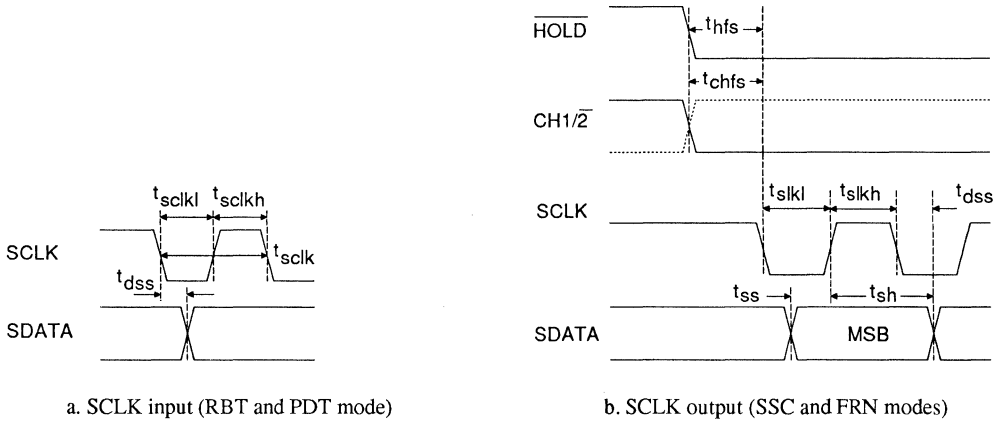 t_sclkl t_sclkh
SCLK
t_sclk
t_dss
SDATA
a. SCLK input (RBT and PDT mode)
H̅O̅L̅D̅
t_hfs
t_chfs
CH1/2̅
t_slkl t_slkh t_dss
SCLK
t_ss t_sh
SDATA MSB
b. SCLK output (SSC and FRN modes)